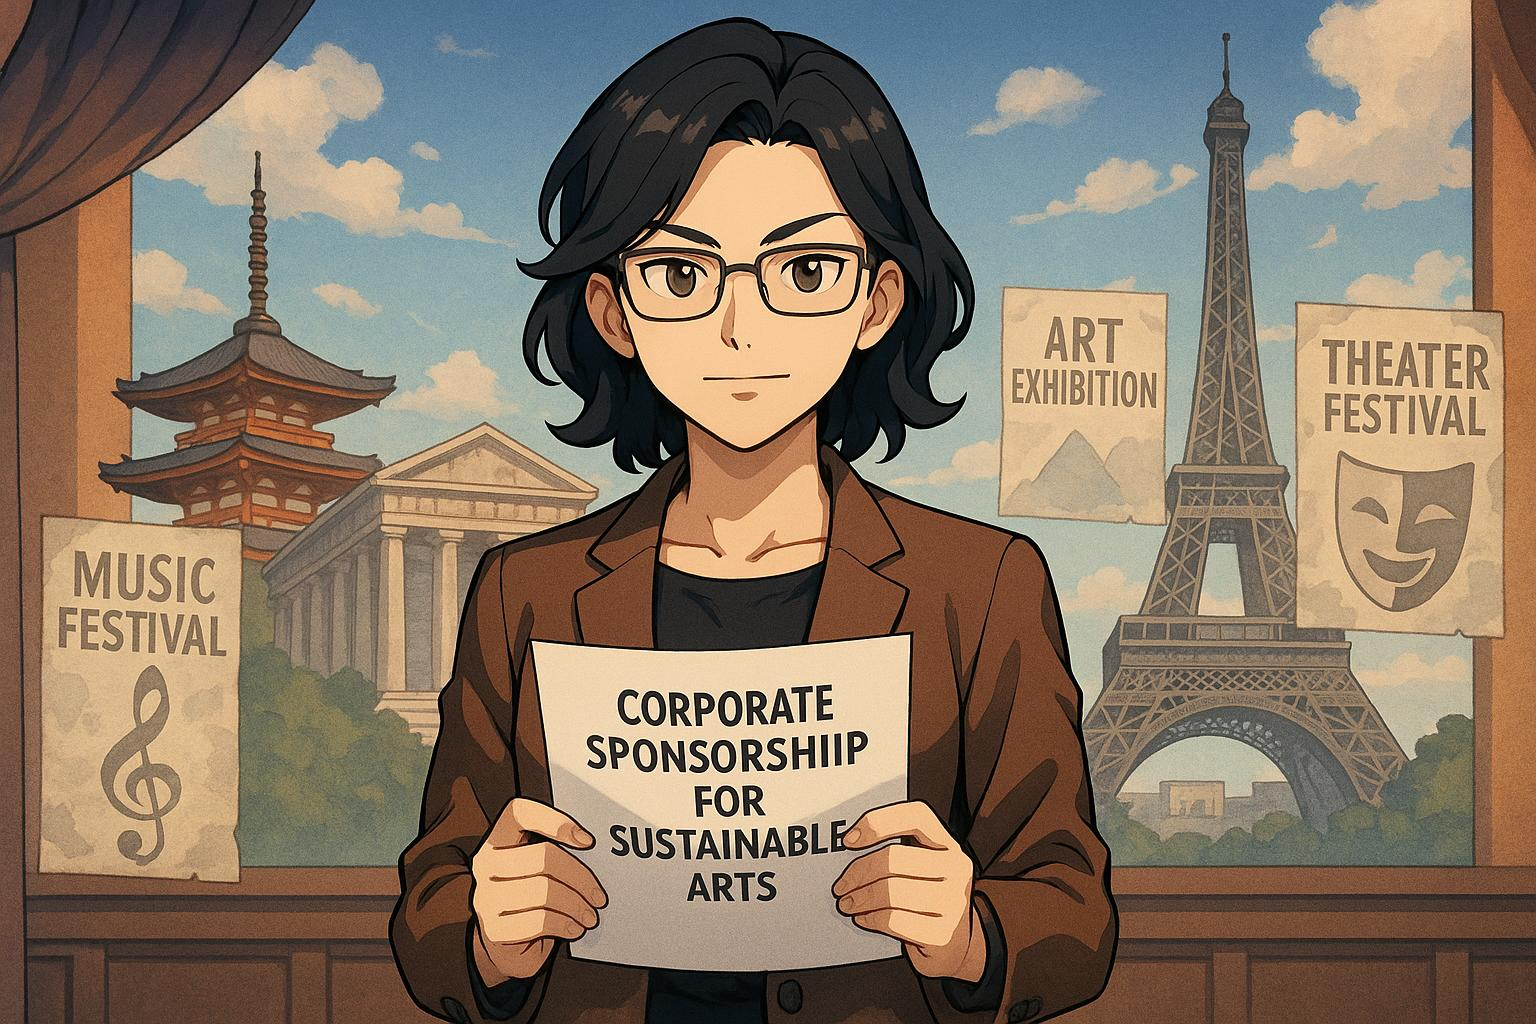 MUSIC
FESTIVAL
CORPORATE
SPONSORSHIIP
FOR
SUSTAINABLE
ARTS
ART
EXHIBITION
THEATER
FESTIVAL